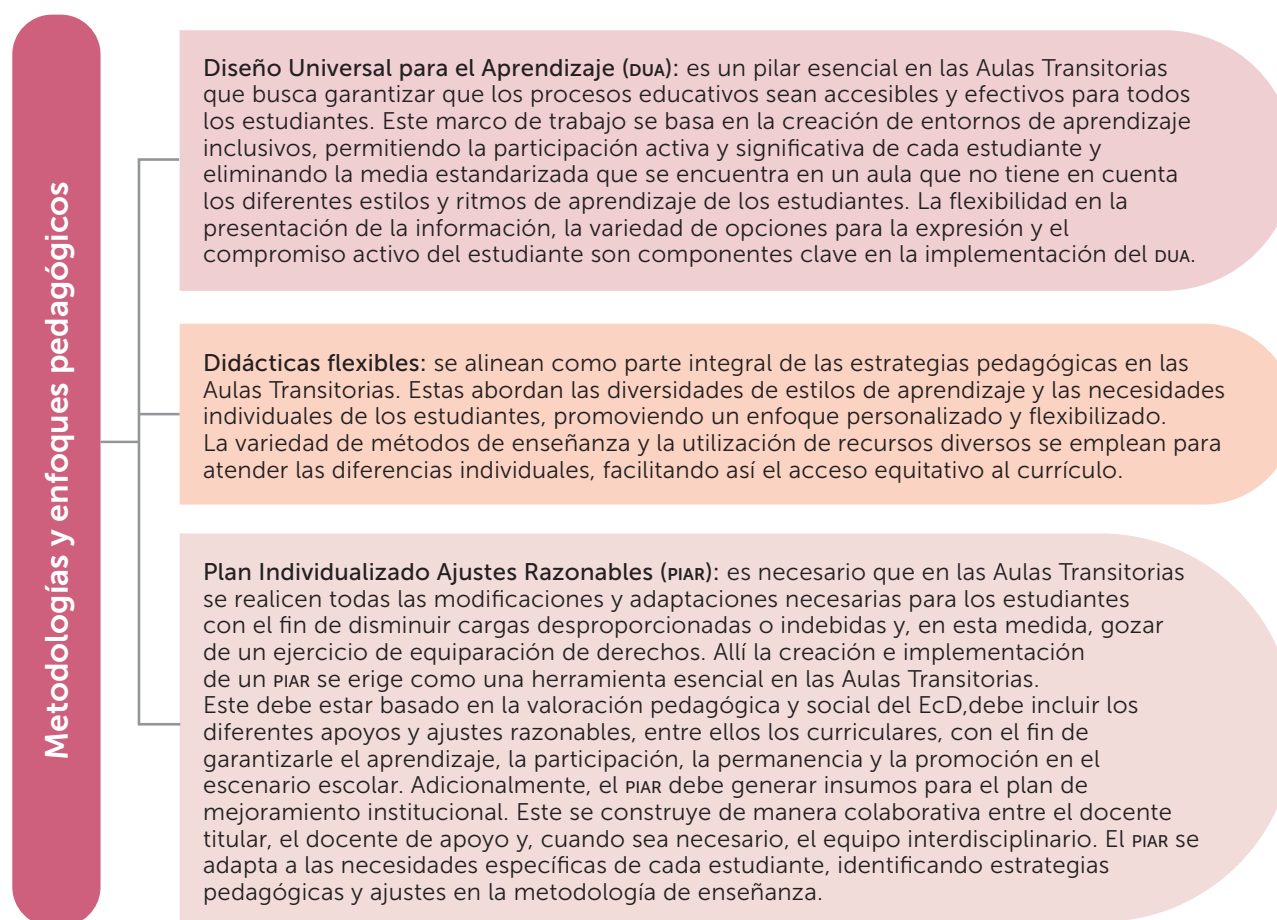 Metodologías y enfoques pedagógicos
Diseño Universal para el Aprendizaje (DUA): es un pilar esencial en las Aulas Transitorias
que busca garantizar que los procesos educativos sean accesibles y efectivos para todos
los estudiantes. Este marco de trabajo se basa en la creación de entornos de aprendizaje
inclusivos, permitiendo la participación activa y significativa de cada estudiante y
eliminando la media estandarizada que se encuentra en un aula que no tiene en cuenta
los diferentes estilos y ritmos de aprendizaje de los estudiantes. La flexibilidad en la
presentación de la información, la variedad de opciones para la expresión y el
compromiso activo del estudiante son componentes clave en la implementación del DUA.
Didácticas flexibles: se alinean como parte integral de las estrategias pedagógicas en las
Aulas Transitorias. Estas abordan las diversidades de estilos de aprendizaje y las necesidades
individuales de los estudiantes, promoviendo un enfoque personalizado y flexibilizado.
La variedad de métodos de enseñanza y la utilización de recursos diversos se emplean para
atender las diferencias individuales, facilitando así el acceso equitativo al currículo.
Plan Individualizado Ajustes Razonables (PIAR): es necesario que en las Aulas Transitorias
se realicen todas las modificaciones y adaptaciones necesarias para los estudiantes
con el fin de disminuir cargas desproporcionadas o indebidas y, en esta medida, gozar
de un ejercicio de equiparación de derechos. Allí la creación e implementación
de un PIAR se erige como una herramienta esencial en las Aulas Transitorias.
Este debe estar basado en la valoración pedagógica y social del EcD,debe incluir los
diferentes apoyos y ajustes razonables, entre ellos los curriculares, con el fin de
garantizarle el aprendizaje, la participación, la permanencia y la promoción en el
escenario escolar. Adicionalmente, el PIAR debe generar insumos para el plan de
mejoramiento institucional. Este se construye de manera colaborativa entre el docente
titular, el docente de apoyo y, cuando sea necesario, el equipo interdisciplinario. El PIAR se
adapta a las necesidades específicas de cada estudiante, identificando estrategias
pedagógicas y ajustes en la metodología de enseñanza.